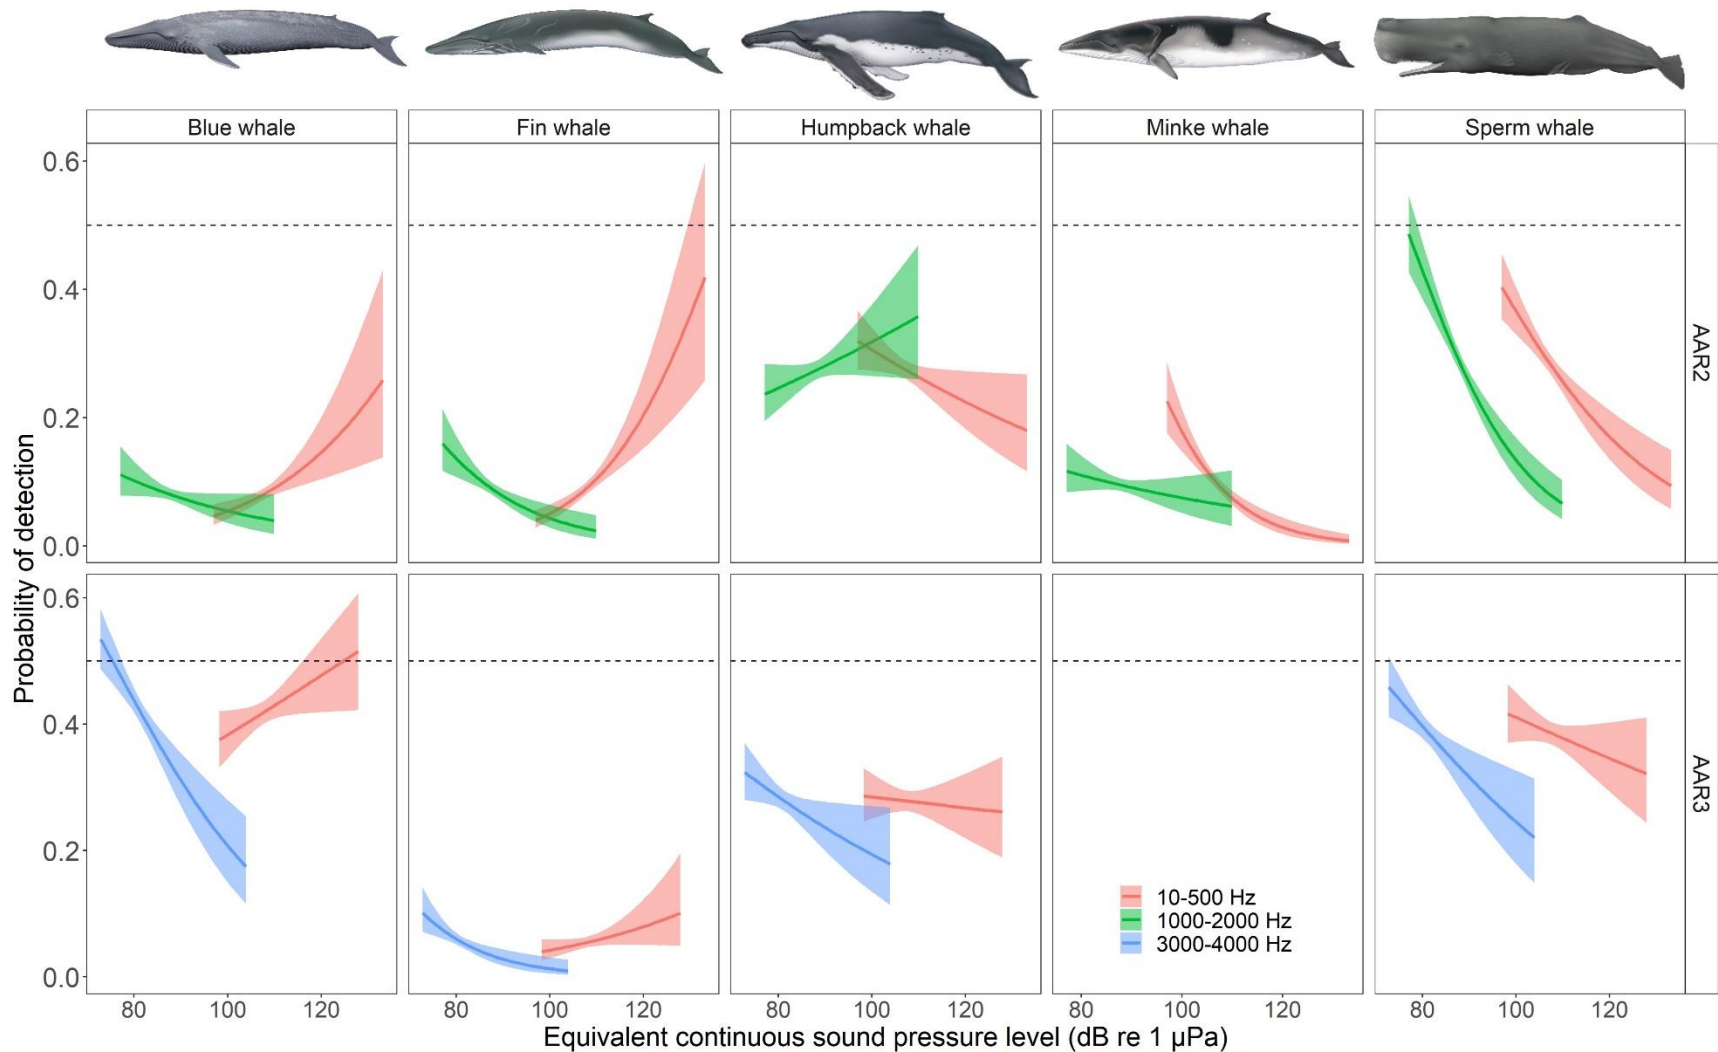 Blue whale
Fin whale
Humpback whale
Minke whale
Sperm whale
0.6
0.4
0.2
0.0
AAR2
Probability of detection
0.6
0.4
0.2
0.0
AAR3
10-500 Hz
1000-2000 Hz
3000-4000 Hz
80 100 120
80 100 120
80 100 120
80 100 120
80 100 120
Equivalent continuous sound pressure level (dB re 1 µPa)